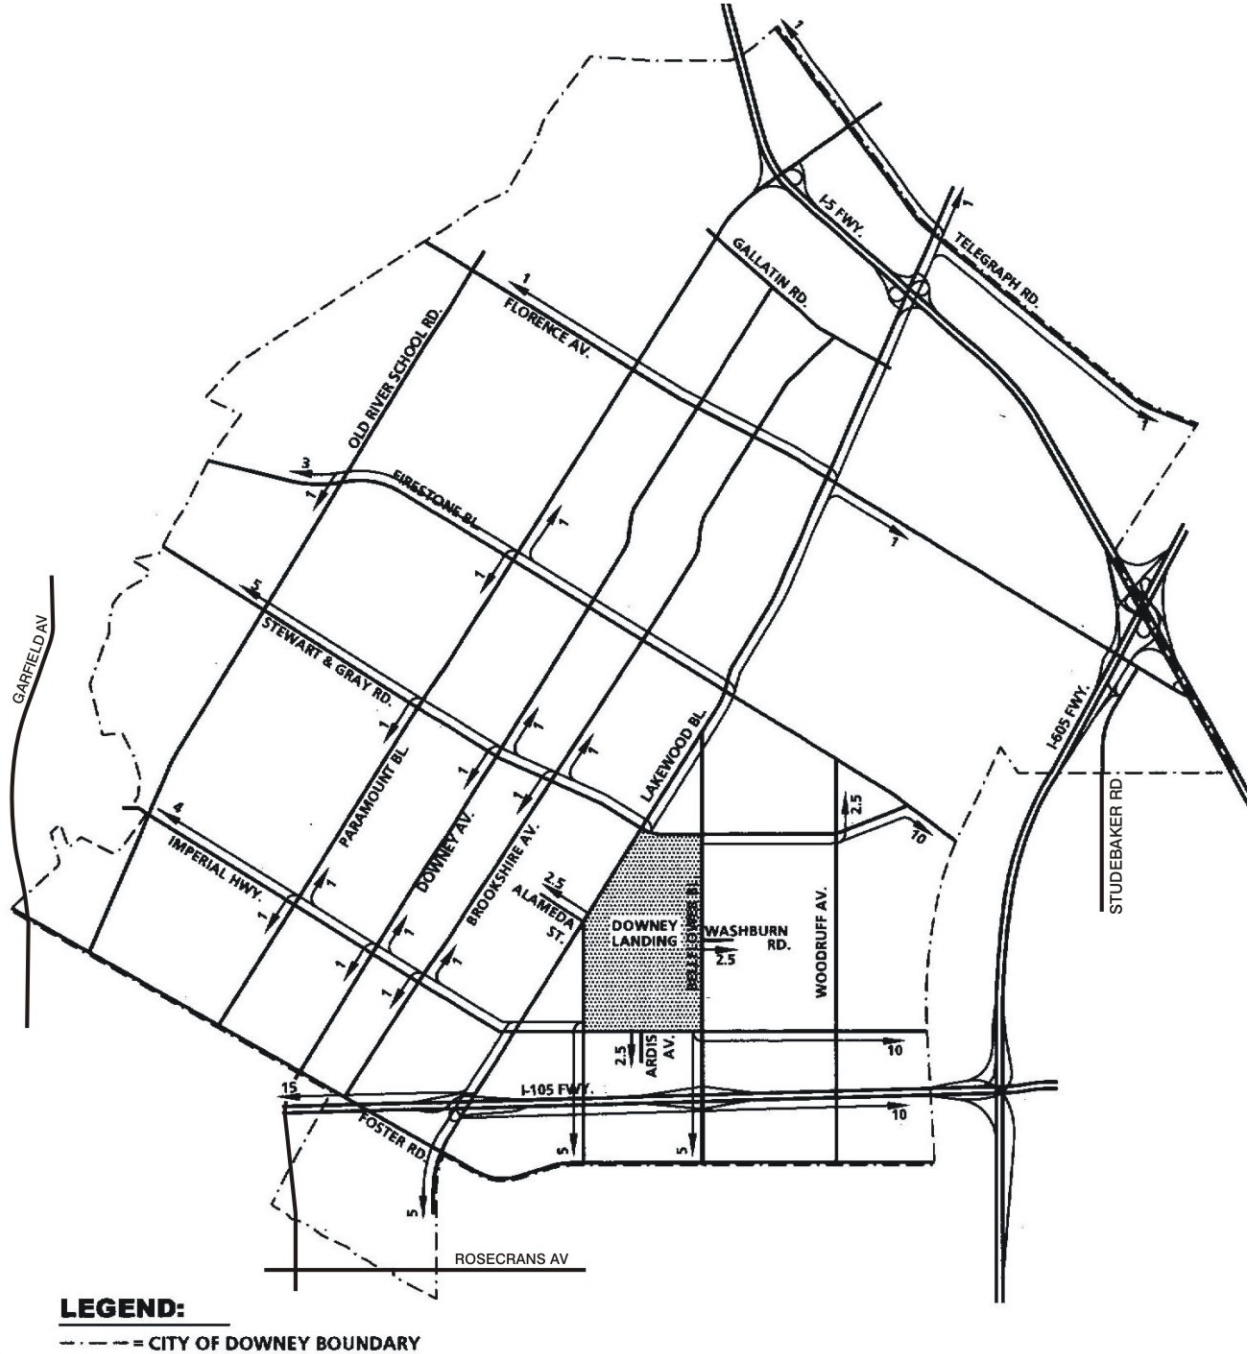 1
I-5 FWY.
1
TELEGRAPH RD.
GALLATIN RD.
1
FLORENCE AV.
OLD RIVER SCHOOL RD.
1
3
FIRESTONE BL.
1
1
1
1
5
STEWART & GRAY RD.
GARFIELD AV
I-605 FWY.
1
1
1
1
1
LAKEWOOD BL.
STUDEBAKER RD
PARAMOUNT BL.
DOWNEY AV.
BROOKSHIRE AV.
2.5
10
4
IMPERIAL HWY.
1
1
2.5
ALAMEDA
ST.
DOWNEY
LANDING
BELLFLOWER BL.
WASHBURN
RD.
2.5
WOODRUFF AV.
1
1
1
1
2.5
ARDIS
AV.
10
15
I-105 FWY.
10
FOSTER RD.
5
5
5
ROSECRANS AV
LEGEND:
= CITY OF DOWNEY BOUNDARY